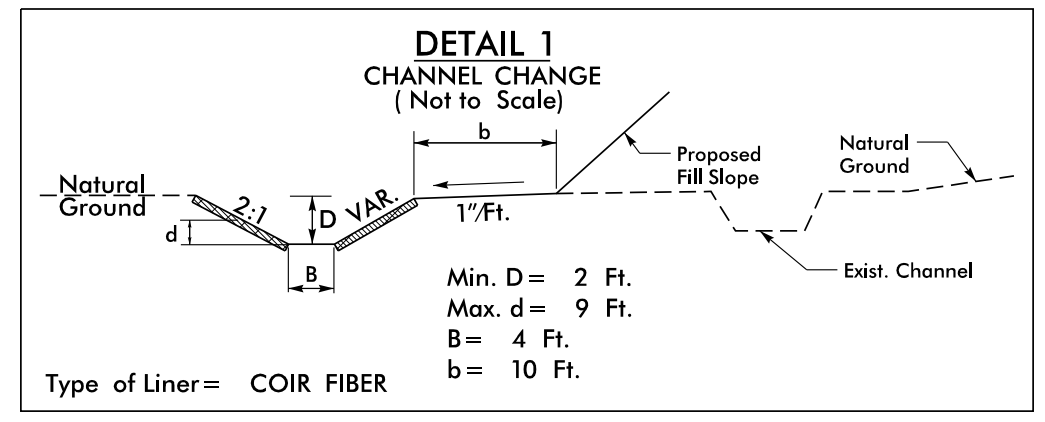 DETAIL 1
CHANNEL CHANGE
( Not to Scale)
b
Natural
Ground
2:1
d
D
VAR.
1"/Ft.
B
Proposed
Fill Slope
Natural
Ground
Exist. Channel
Min. D = 2 Ft.
Max. d = 9 Ft.
B = 4 Ft.
b = 10 Ft.
Type of Liner = COIR FIBER